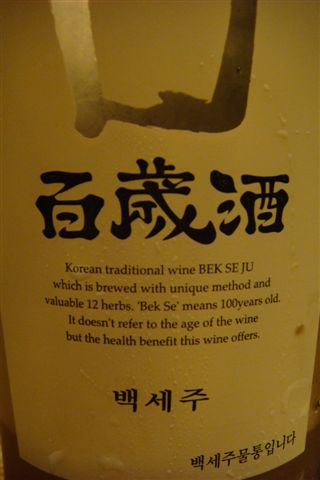 百歲酒
Korean traditional wine BEK SE JU
which is brewed with unique method and
valuable 12 herbs. 'Bek Se' means 100years old.
It doesn't refer to the age of the wine
but the health benefit this wine offers.
백세주
백세주물통입니다